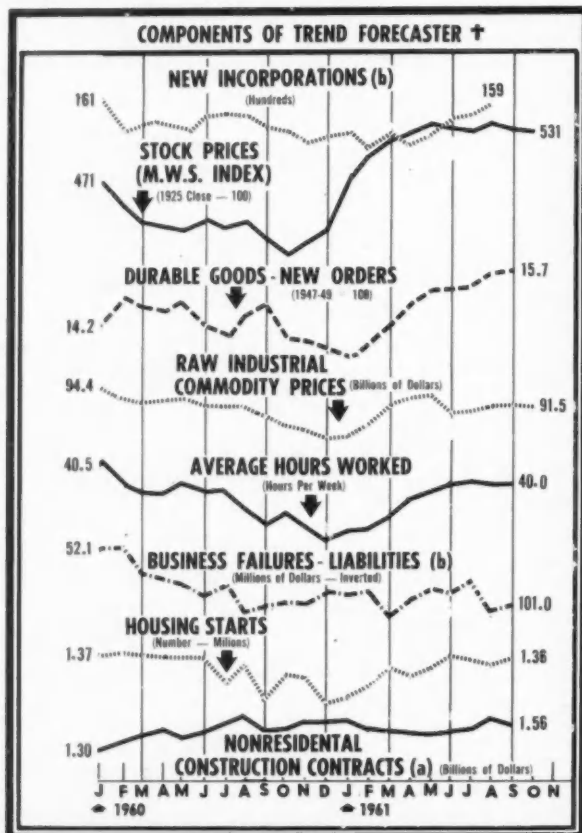 COMPONENTS OF TREND FORECASTER †
NEW INCORPORATIONS (b)
(Hundreds)
161
159
STOCK PRICES
(M.W.S. INDEX)
(1925 Close — 100)
471
531
DURABLE GOODS - NEW ORDERS
(1947-49 - 100)
14.2
15.7
RAW INDUSTRIAL
COMMODITY PRICES (Billions of Dollars)
94.4
91.5
AVERAGE HOURS WORKED
(Hours Per Week)
40.5
40.0
BUSINESS FAILURES - LIABILITIES (b)
(Millions of Dollars — Inverted)
52.1
101.0
HOUSING STARTS
(Number — Milions)
1.37
1.36
1.56
1.30
NONRESIDENTAL
CONSTRUCTION CONTRACTS (a) (Billions of Dollars)
J F M A M J J A S O N D J F M A M J J A S O N
1960 1961